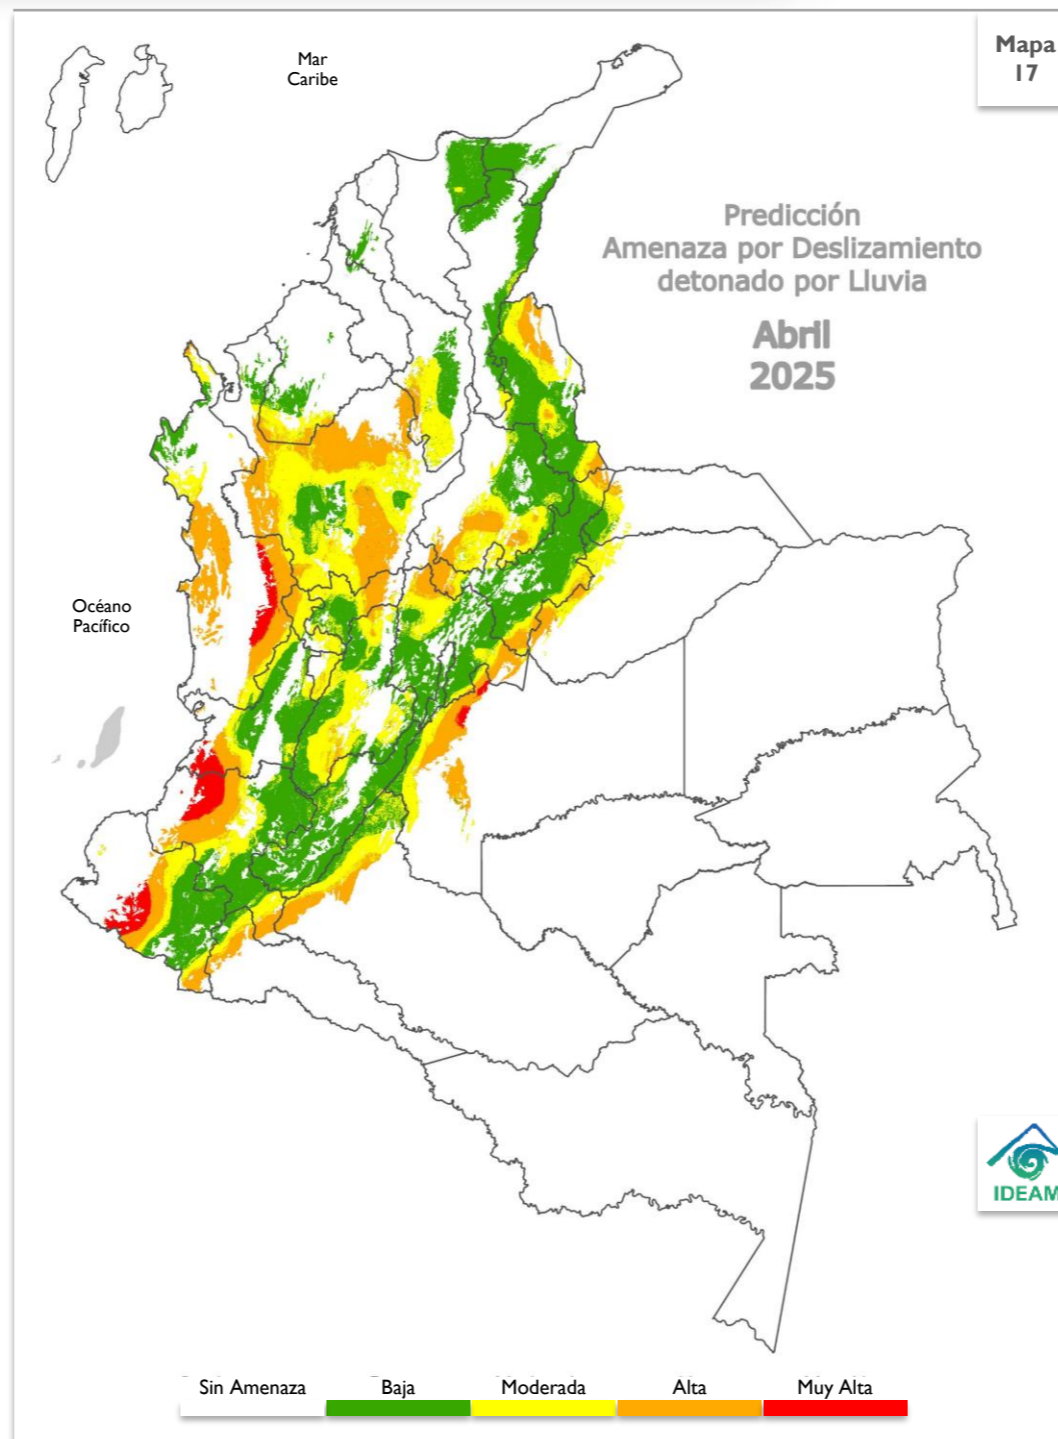 Mar
Caribe
Mapa
17
Predicción
Amenaza por Deslizamiento
detonado por Lluvia
Abril
2025
Océano
Pacífico
IDEAM
Sin Amenaza
Baja
Moderada
Alta
Muy Alta